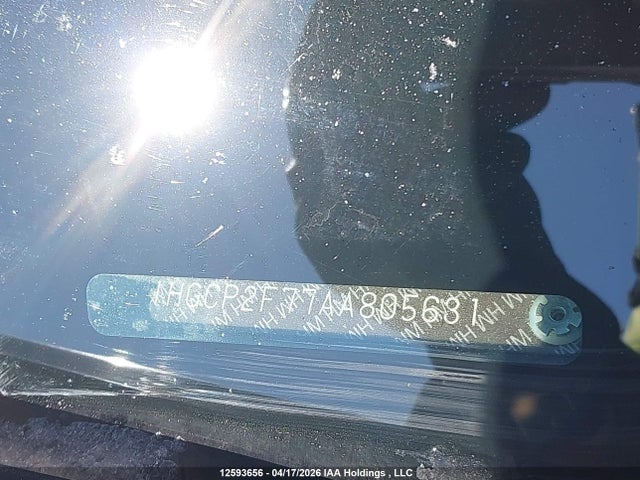 1HGCP2F77AA805681
12593656 - 04/17/2026 IAA Holdings , LLC